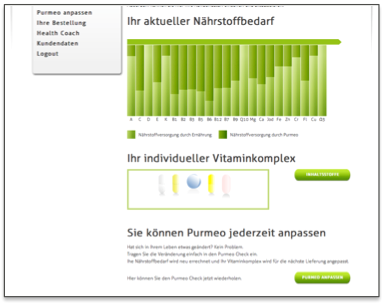 Purmeo anpassen
Ihre Bestellung
Health Coach
Kundendaten
Logout
Ihr aktueller Nährstoffbedarf
A C D E K B1 B2 B3 B5 B6 B12 B7 B9 Q10 Mg Ca Jod Fe Zn Cr Fl Cu Ω3
Nährstoffversorgung durch Ernährung
Nährstoffversorgung durch Purmeo
Ihr individueller Vitaminkomplex
INHALTSSTOFFE
Sie können Purmeo jederzeit anpassen
Hat sich in Ihrem Leben etwas geändert? Kein Problem.
Tragen Sie die Veränderung einfach in den Purmeo Check ein.
Ihr Nährstoffbedarf wird neu errechnet und Ihr Vitaminkomplex wird für die nächste Lieferung angepasst.
Hier können Sie den Purmeo Check jetzt wiederholen.
PURMEO ANPASSEN